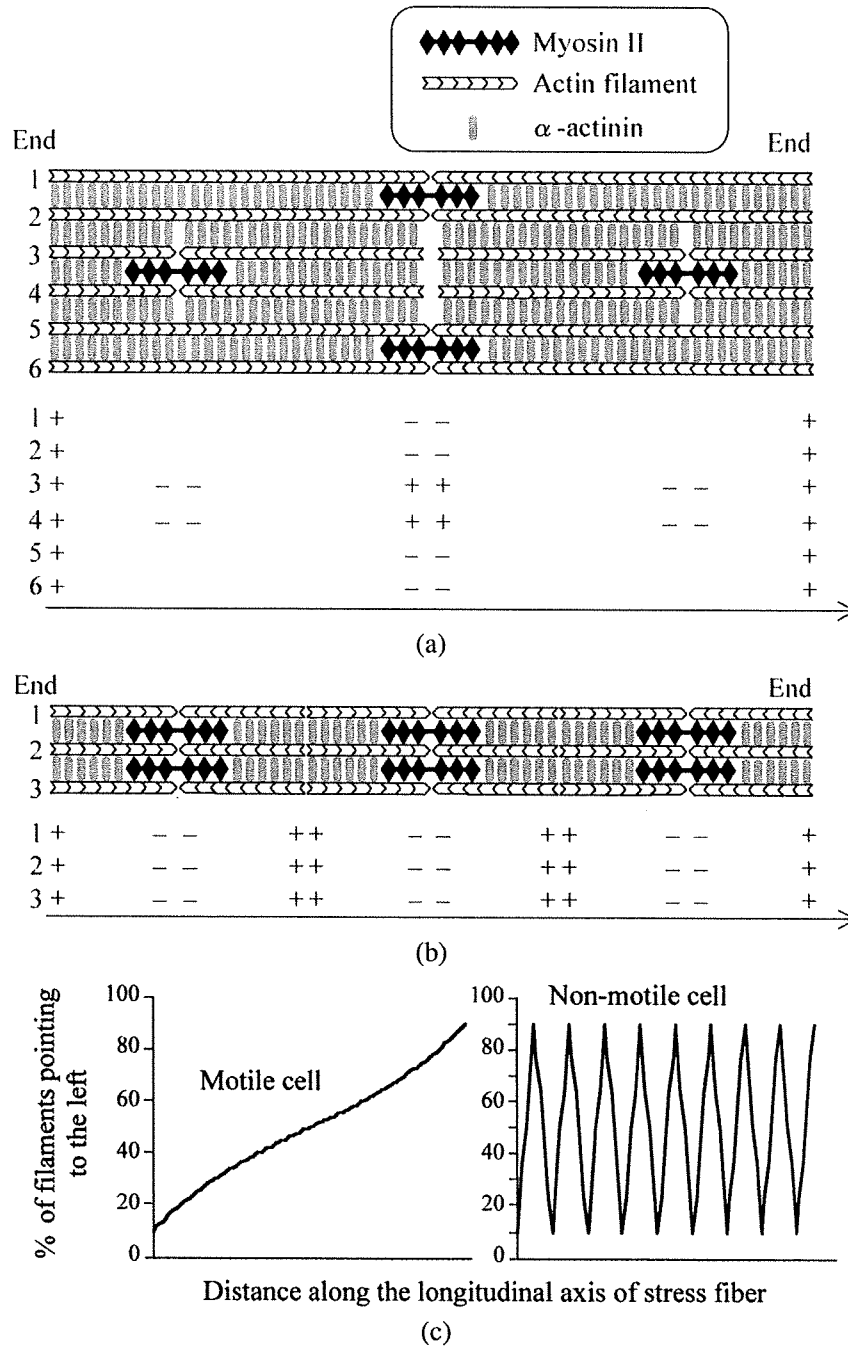 Myosin II
Actin filament
α-actinin
End
End
1
2
3
4
5
6
1 + − − +
2 + − − +
3 + − − + + − − +
4 + − − + + − − +
5 + − − +
6 + − − +
(a)
End
End
1
2
3
1 + − − ++ − − ++ − − +
2 + − − ++ − − ++ − − +
3 + − − ++ − − ++ − − +
(b)
% of filaments pointing
to the left
100
80
60
40
20
0
Motile cell
100
80
60
40
20
0
Non-motile cell
Distance along the longitudinal axis of stress fiber
(c)